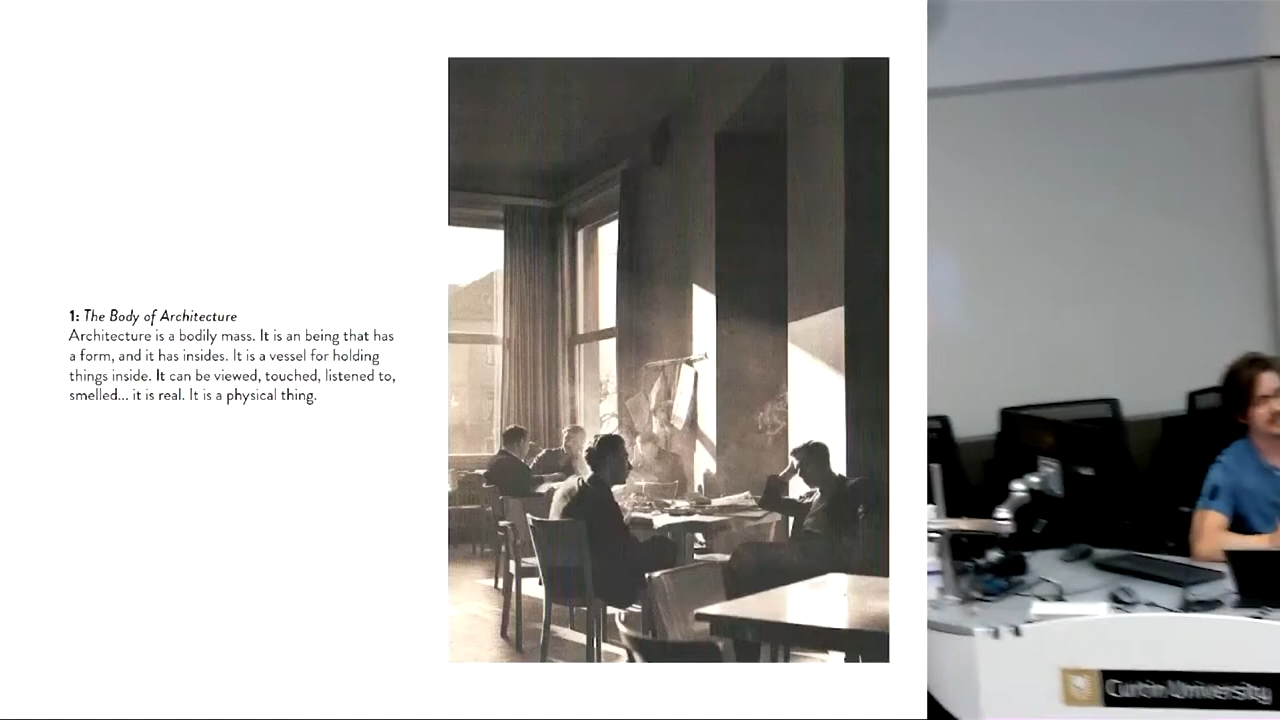 1: The Body of Architecture
Architecture is a bodily mass. It is an being that has
a form, and it has insides. It is a vessel for holding
things inside. It can be viewed, touched, listened to,
smelled... it is real. It is a physical thing.
Curtin University